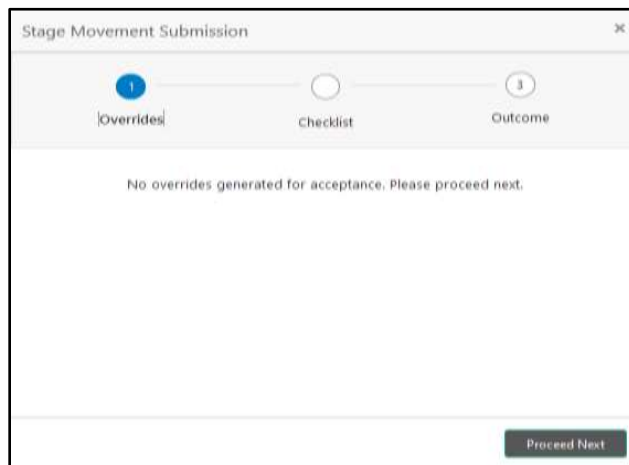 Stage Movement Submission
1
3
Overrides
Checklist
Outcome
No overrides generated for acceptance. Please proceed next.
Proceed Next